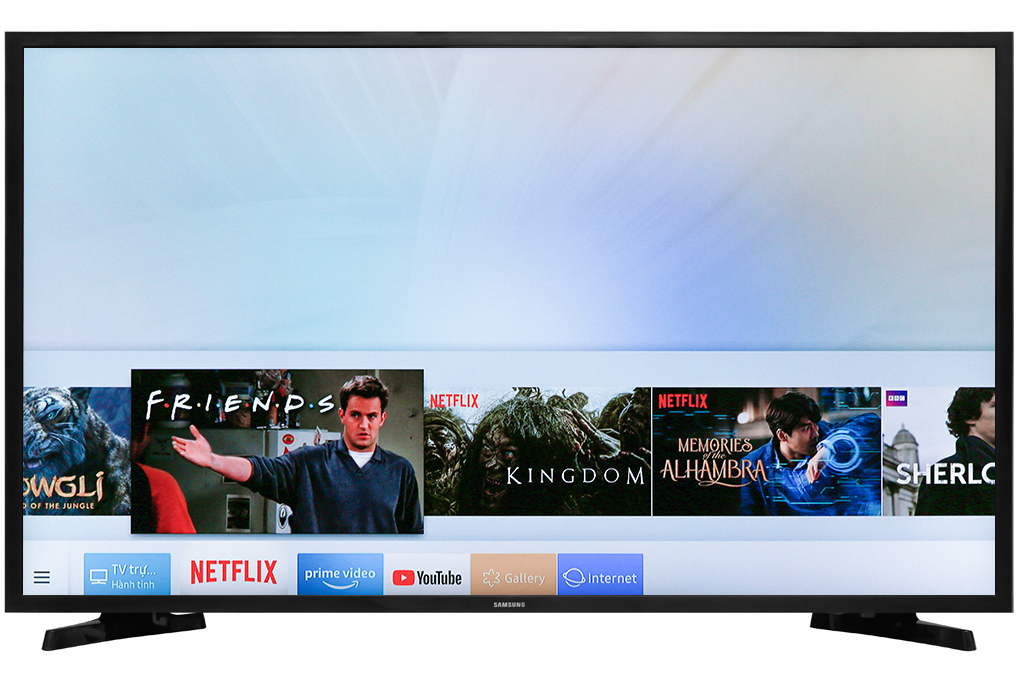 F.R.I.E.N.D.S
OWGLI
D OF THE JUNGLE
NETFLIX
KINGDOM
NETFLIX
MEMORIES
of the
ALHAMBRA
BBC
SHERLO
TV trự...
Hành tinh
NETFLIX
prime video
YouTube
Gallery
Internet
SAMSUNG